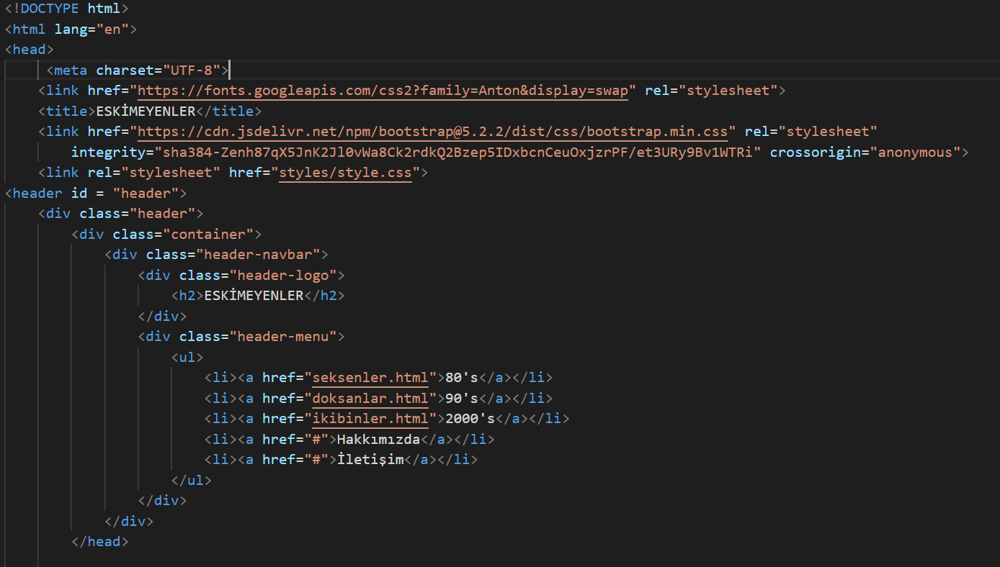 <!DOCTYPE html>
<html lang="en">
<head>
<meta charset="UTF-8">
<link href="https://fonts.googleapis.com/css2?family=Anton&display=swap" rel="stylesheet">
<title>ESKİMEYENLER</title>
<link href="https://cdn.jsdelivr.net/npm/bootstrap@5.2.2/dist/css/bootstrap.min.css" rel="stylesheet"
integrity="sha384-Zenh87qX5JnK2Jl0vWa8Ck2rdkQ2Bzep5IDxbcnCeuOxjzrPF/et3URy9Bv1WTRi" crossorigin="anonymous">
<link rel="stylesheet" href="styles/style.css">
<header id = "header">
<div class="header">
<div class="container">
<div class="header-navbar">
<div class="header-logo">
<h2>ESKİMEYENLER</h2>
</div>
<div class="header-menu">
<ul>
<li><a href="seksenler.html">80's</a></li>
<li><a href="doksanlar.html">90's</a></li>
<li><a href="ikibinler.html">2000's</a></li>
<li><a href="#">Hakkımızda</a></li>
<li><a href="#">İletişim</a></li>
</ul>
</div>
</div>
</head>